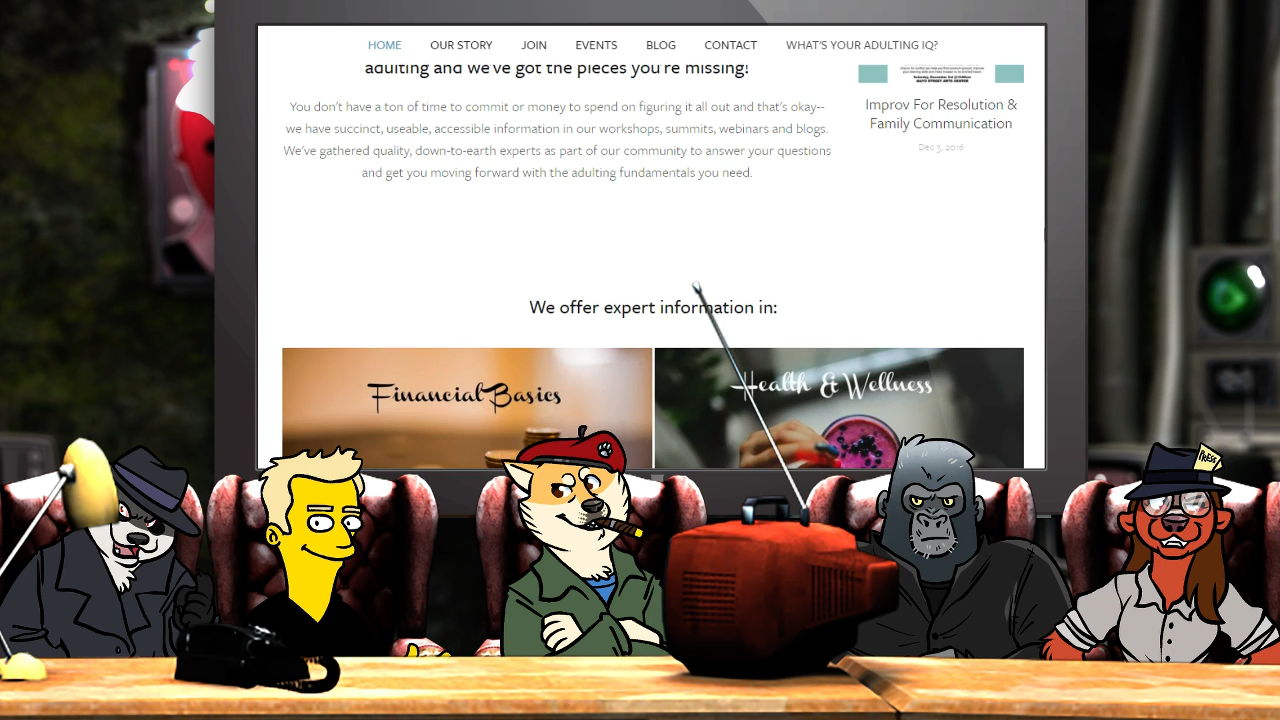 HOME OUR STORY JOIN EVENTS BLOG CONTACT WHAT'S YOUR ADULTING IQ?
adulting and we've got the pieces you're missing!
You don't have a ton of time to commit or money to spend on figuring it all out and that's okay--
we have succinct, useable, accessible information in our workshops, summits, webinars and blogs.
We've gathered quality, down-to-earth experts as part of our community to answer your questions
and get you moving forward with the adulting fundamentals you need.
Improv For Resolution &
Family Communication
Dec 3, 2016
We offer expert information in:
Financial Basics
Health & Wellness
PRESS